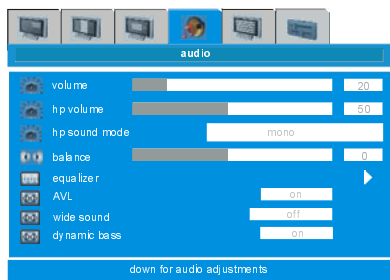 audio
volume 20
hp volume 50
hp sound mode mono
balance 0
equalizer
AVL on
wide sound off
dynamic bass on
down for audio adjustments